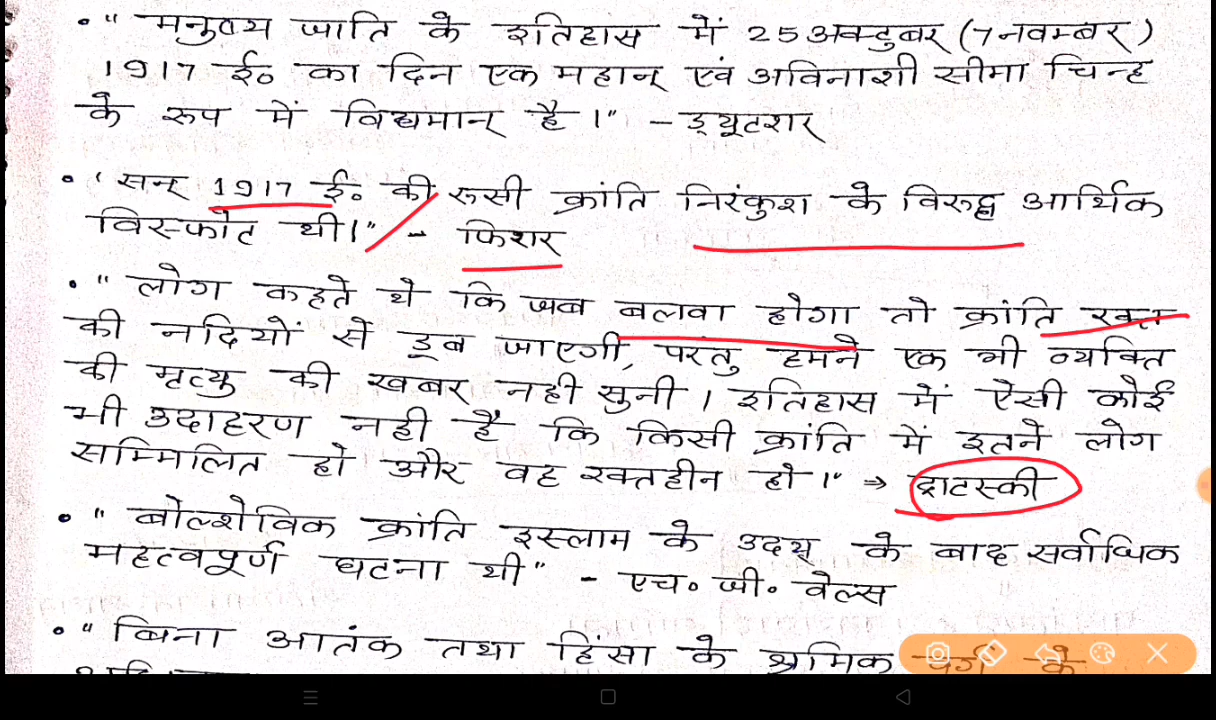 • " मनुष्य जाति के इतिहास में 25 अक्टुबर (7 नवम्बर)
1917 ई० का दिन एक महान् एवं अविनाशी सीमा चिन्ह
के रुप में विद्यमान् है।" - ड्यूटशर
• ' सन् 1917 ई० की रुसी क्रांति निरंकुश के विरुद्ध आर्थिक
विस्फोट थी।" - फिशर
• " लोग कहते थे कि जब बलवा होगा तो क्रांति रक्त
की नदियों से डूब जाएगी, परंतु हमने एक भी व्यक्ति
की मृत्यु की खबर नही सुनी। इतिहास में ऐसी कोई
भी उदाहरण नही है कि किसी क्रांति में इतने लोग
सम्मिलित हो और वह रक्तहीन हो।" → ट्राटस्की
• " बोल्शेविक क्रांति इस्लाम के उदय के बाद सर्वाधिक
महत्वपूर्ण घटना थी" - एच० जी० वेल्स
• " बिना आतंक तथा हिंसा के श्रमिक वर्ग के